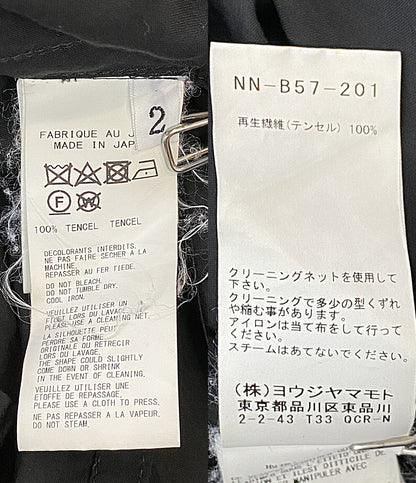 2
FABRIQUE AU J
MADE IN JAP
100% TENCEL TENCEL
DECOLORANTS INTERDITS.
NE PAS FAIRE SECHER A LA
MACHINE.
REPASSER AU FER TIEDE.
DO NOT BLEACH.
DO NOT TUMBLE DRY.
COOL IRON.
VEUILLEZ UTILISER UN
FILET LORS DU LAVAGE.
PLEASE USE A CLEANING NET.
LA SILHOUETTE PEUT
PERDRE SA FORME
ORIGINALE OU RETRECIR
LORS DU LAVAGE.
THE SHAPE COULD SLIGHTLY
COME DOWN OR SHRINK
IN THE EVENT OF CLEANING.
VEUILLEZ UTILISER UNE
ETOFFE DE REPASSAGE,
PLEASE USE A CLOTH TO PRESS.
NE PAS REPASSER A LA VAPEUR.
DO NOT STEAM.
NN-B57-201
再生繊維(テンセル) 100%
クリーニングネットを使用して
下さい。
クリーニングで多少の型くずれ
や縮む事があります。
アイロンは当て布をして行って
ください。
スチームはあてないでください。
(株)ヨウジヤマモト
東京都品川区東品川
2-2-43 T33 QCR-N